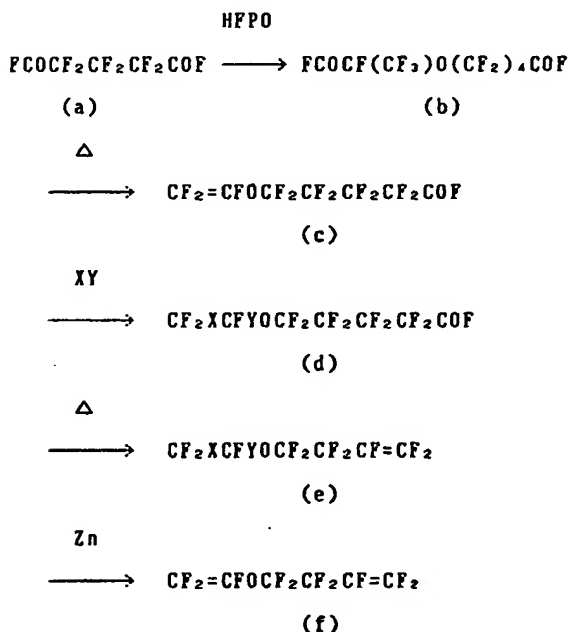 HFPO
FCOCF₂CF₂CF₂COF ⟶ FCOCF(CF₃)O(CF₂)₄COF
(a) (b)
△
⟶ CF₂=CFOCF₂CF₂CF₂CF₂COF
(c)
XY
⟶ CF₂XCFYOCF₂CF₂CF₂CF₂COF
(d)
△
⟶ CF₂XCFYOCF₂CF₂CF=CF₂
(e)
Zn
⟶ CF₂=CFOCF₂CF₂CF=CF₂
(f)